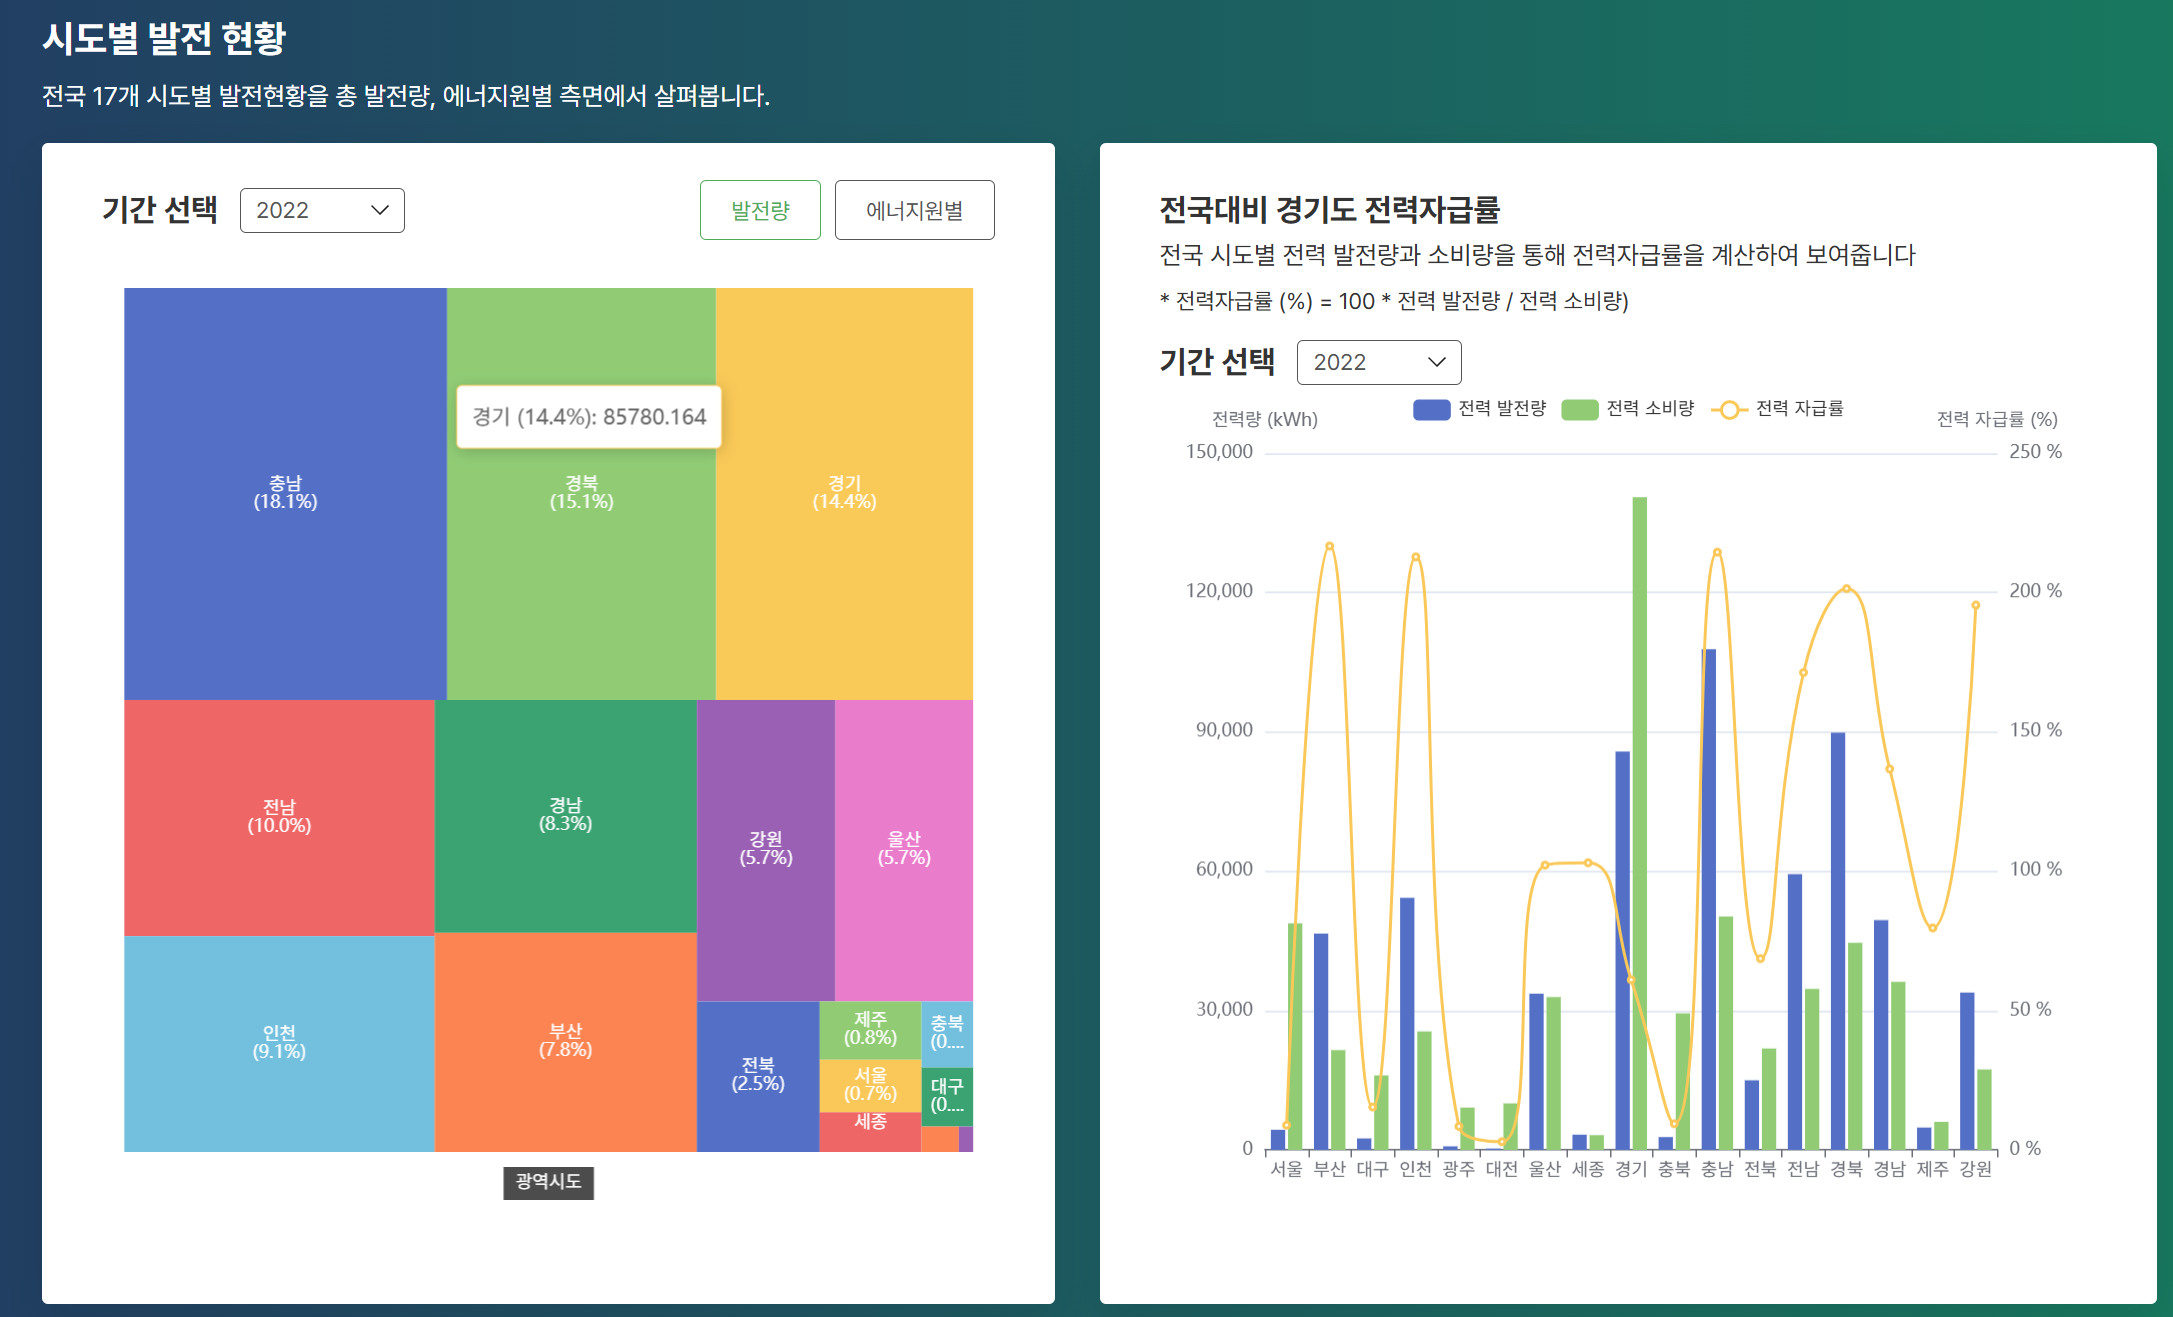 시도별 발전 현황
전국 17개 시도별 발전현황을 총 발전량, 에너지원별 측면에서 살펴봅니다.
기간 선택
2022
발전량
에너지원별
경기 (14.4%): 85780.164
충남
(18.1%)
경북
(15.1%)
경기
(14.4%)
전남
(10.0%)
경남
(8.3%)
강원
(5.7%)
울산
(5.7%)
인천
(9.1%)
부산
(7.8%)
전북
(2.5%)
제주
(0.8%)
충북
(0....
서울
(0.7%)
대구
(0....
세종
광역시도
전국대비 경기도 전력자급률
전국 시도별 전력 발전량과 소비량을 통해 전력자급률을 계산하여 보여줍니다
* 전력자급률 (%) = 100 * 전력 발전량 / 전력 소비량)
기간 선택
2022
전력량 (kWh)
전력 발전량
전력 소비량
전력 자급률
전력 자급률 (%)
150,000
120,000
90,000
60,000
30,000
0
250 %
200 %
150 %
100 %
50 %
0 %
서울 부산 대구 인천 광주 대전 울산 세종 경기 충북 충남 전북 전남 경북 경남 제주 강원